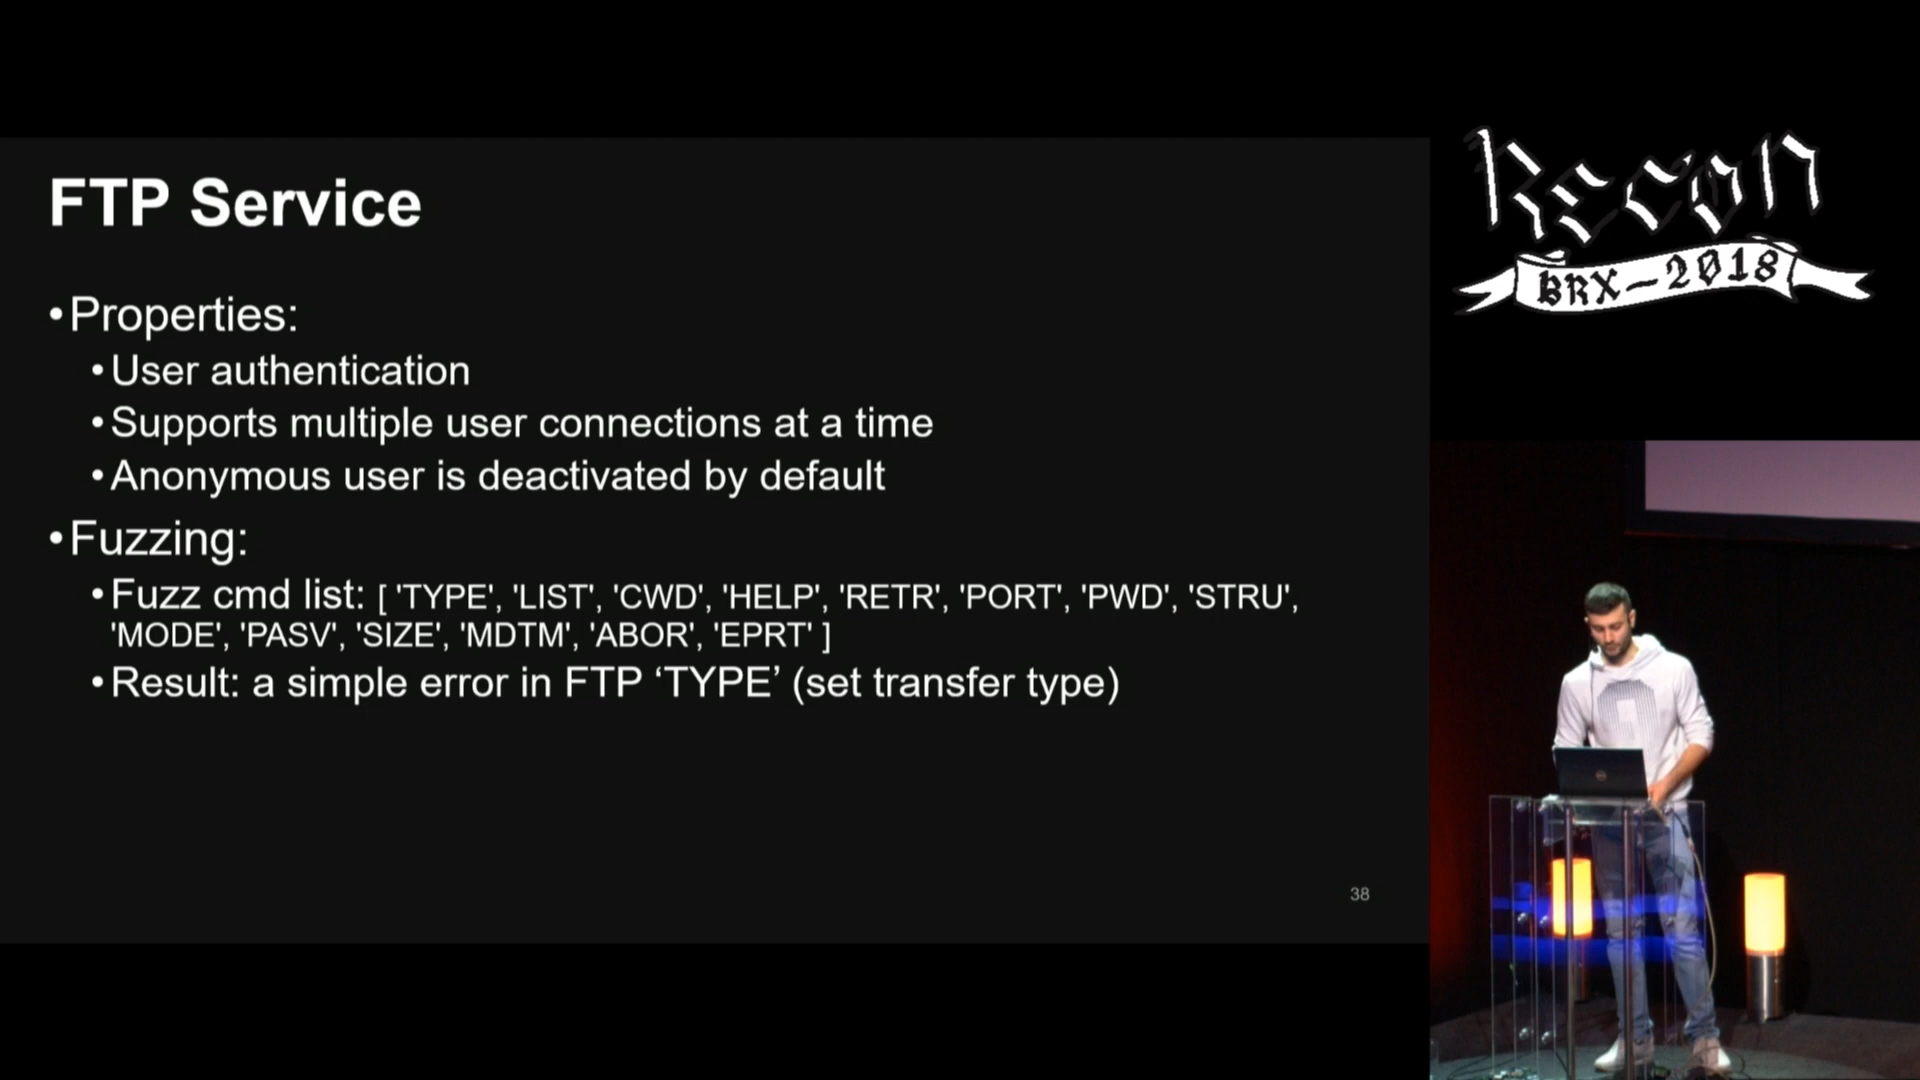 FTP Service
•Properties:
•User authentication
•Supports multiple user connections at a time
•Anonymous user is deactivated by default
•Fuzzing:
•Fuzz cmd list: [ 'TYPE', 'LIST', 'CWD', 'HELP', 'RETR', 'PORT', 'PWD', 'STRU',
'MODE', 'PASV', 'SIZE', 'MDTM', 'ABOR', 'EPRT' ]
•Result: a simple error in FTP ‘TYPE’ (set transfer type)
38
Recon
BRX-2018